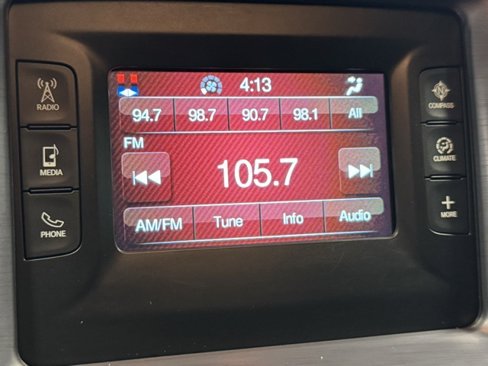 4:13
94.7 98.7 90.7 98.1 All
FM
105.7
AM/FM Tune Info Audio
RADIO
MEDIA
PHONE
N
COMPASS
CLIMATE
+
MORE